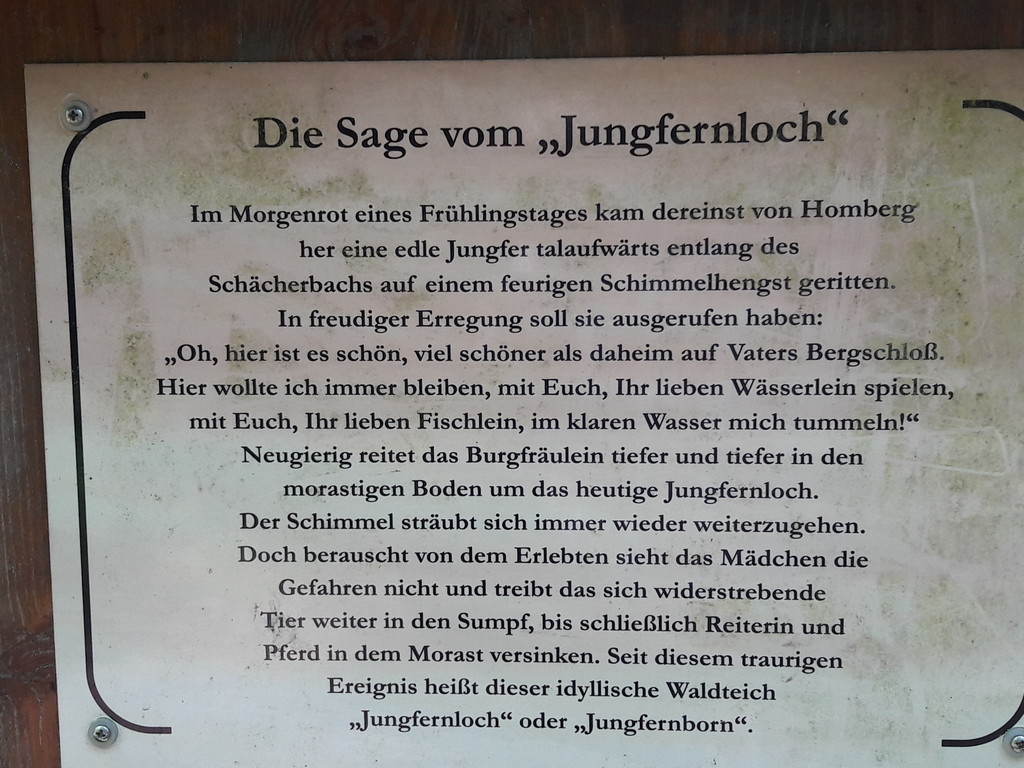 Die Sage vom „Jungfernloch“
Im Morgenrot eines Frühlingstages kam dereinst von Homberg
her eine edle Jungfer talaufwärts entlang des
Schächerbachs auf einem feurigen Schimmelhengst geritten.
In freudiger Erregung soll sie ausgerufen haben:
„Oh, hier ist es schön, viel schöner als daheim auf Vaters Bergschloß.
Hier wollte ich immer bleiben, mit Euch, Ihr lieben Wässerlein spielen,
mit Euch, Ihr lieben Fischlein, im klaren Wasser mich tummeln!“
Neugierig reitet das Burgfräulein tiefer und tiefer in den
morastigen Boden um das heutige Jungfernloch.
Der Schimmel sträubt sich immer wieder weiterzugehen.
Doch berauscht von dem Erlebten sieht das Mädchen die
Gefahren nicht und treibt das sich widerstrebende
Tier weiter in den Sumpf, bis schließlich Reiterin und
Pferd in dem Morast versinken. Seit diesem traurigen
Ereignis heißt dieser idyllische Waldteich
„Jungfernloch“ oder „Jungfernborn“.